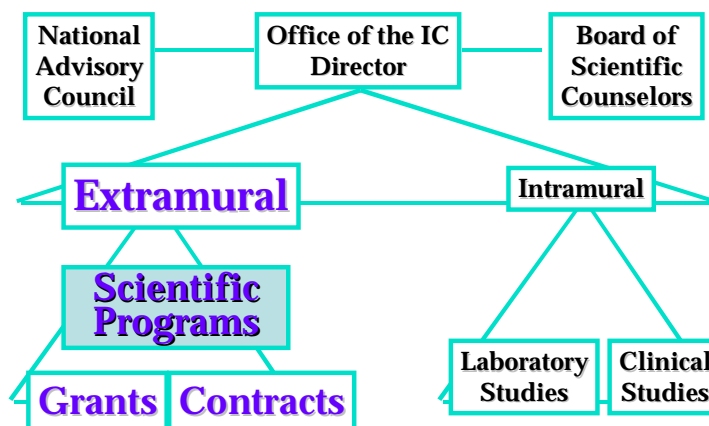 National
Advisory
Council
Office of the IC
Director
Board of
Scientific
Counselors
Extramural
Intramural
Scientific
Programs
Laboratory
Studies
Clinical
Studies
Grants
Contracts